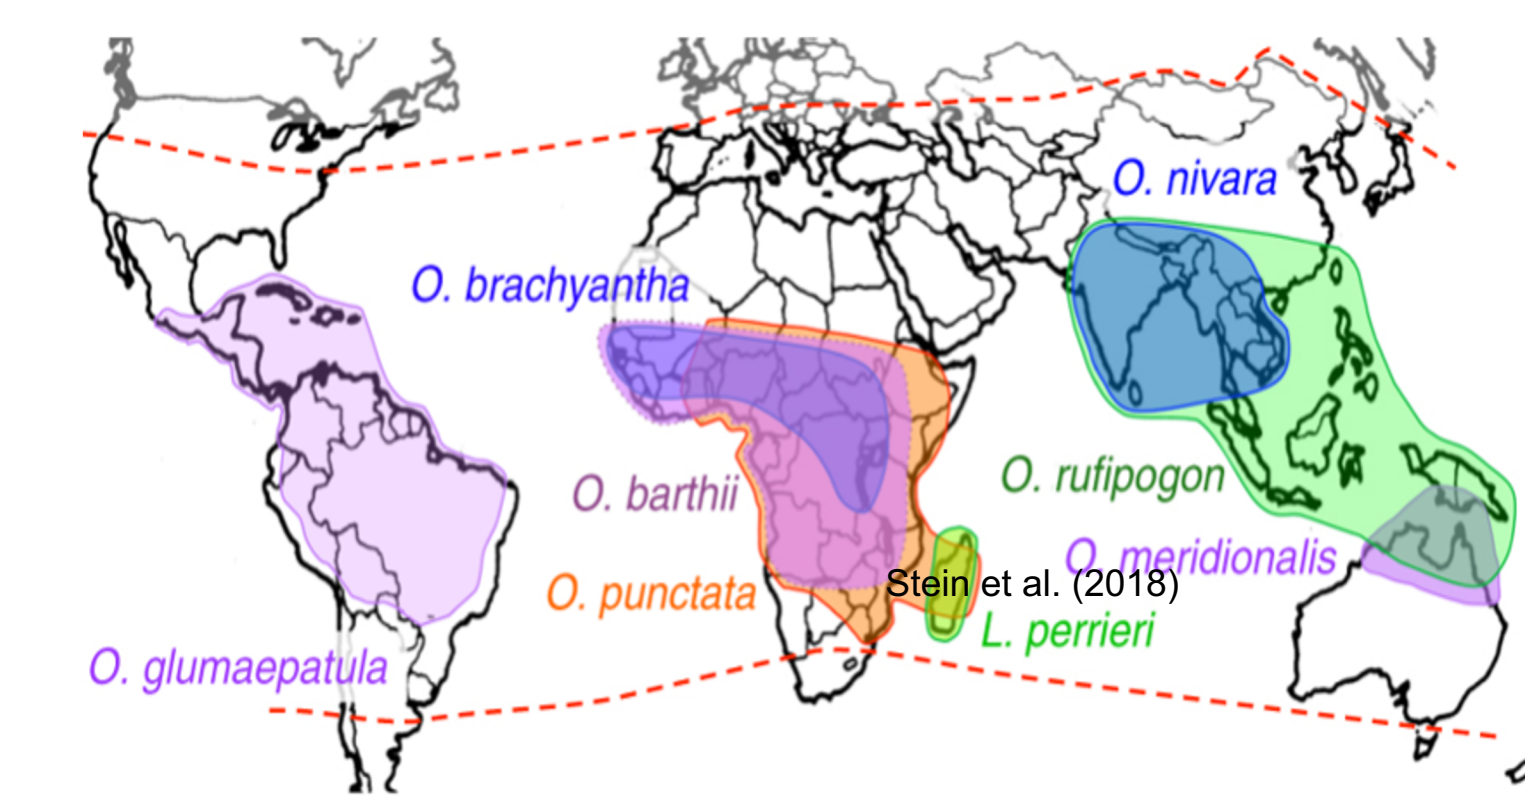 O. nivara
O. brachyantha
O. rufipogon
O. barthii
O. meridionalis
Stein et al. (2018)
O. punctata
L. perrieri
O. glumaepatula